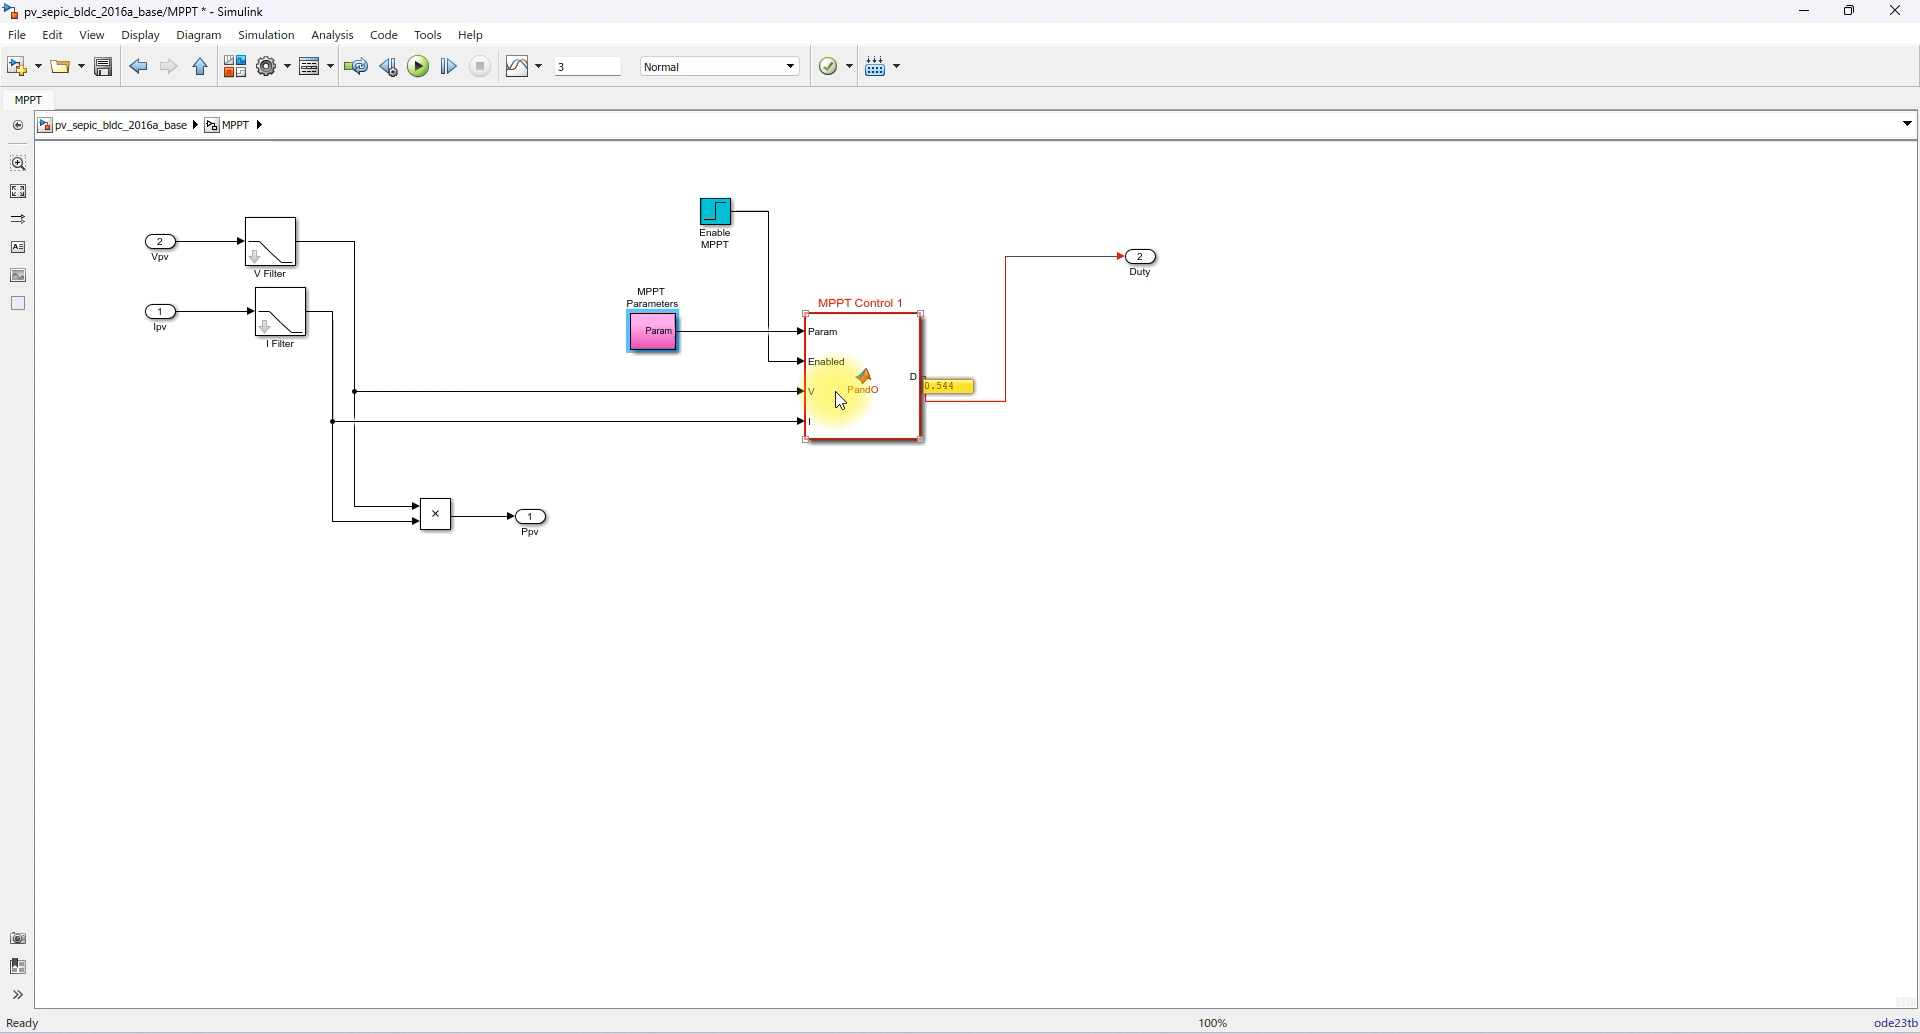 pv_sepic_bldc_2016a_base/MPPT * - Simulink
File Edit View Display Diagram Simulation Analysis Code Tools Help
3 Normal
MPPT
pv_sepic_bldc_2016a_base MPPT
2
Vpv
V Filter
1
Ipv
I Filter
Enable
MPPT
MPPT
Parameters
Param
MPPT Control 1
Param
Enabled
V
I
PandO
D
0.544
2
Duty
×
1
Ppv
Ready 100% ode23tb